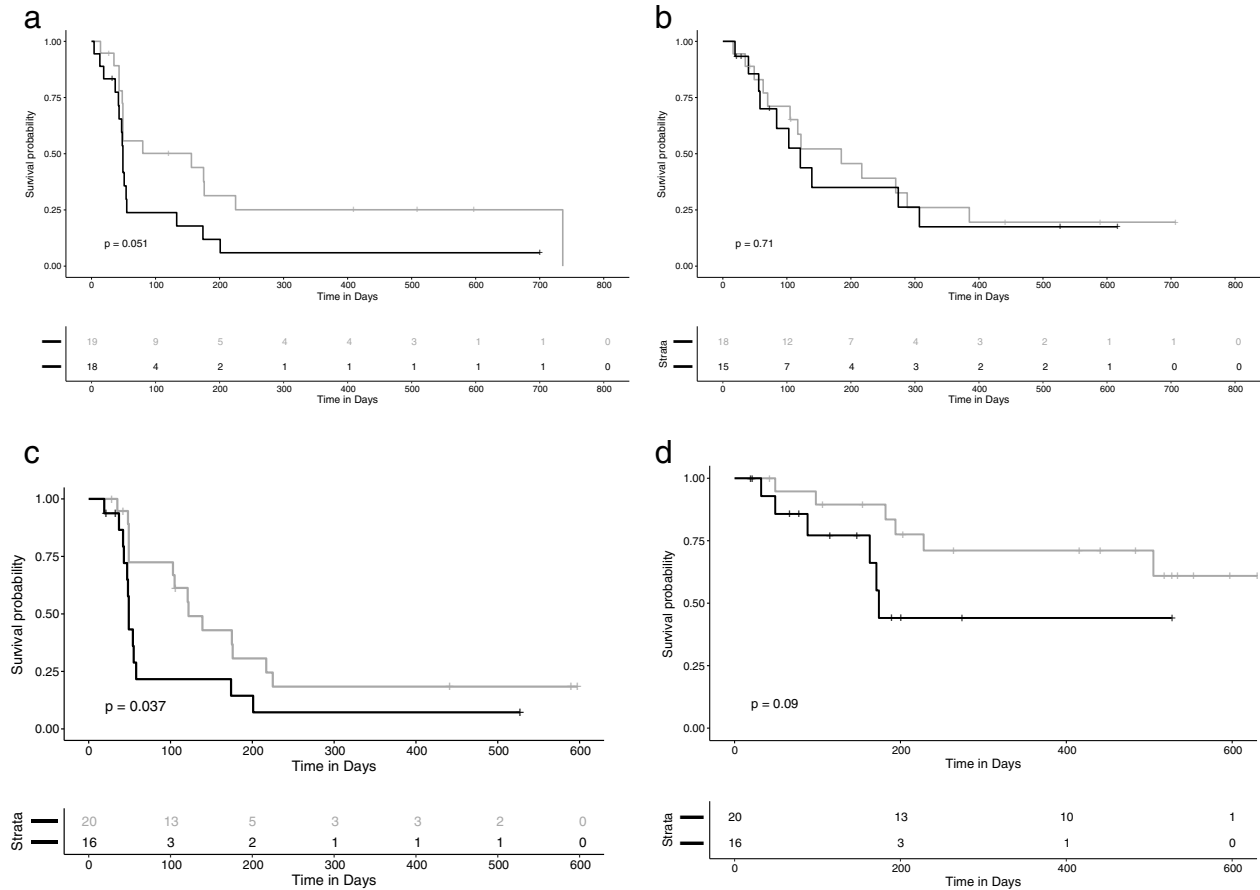 a
1.00
0.75
0.50
0.25
0.00
Survival probability
p = 0.051
0 100 200 300 400 500 600 700 800
Time in Days
19 9 5 4 4 3 1 1 0
18 4 2 1 1 1 1 1 0
0 100 200 300 400 500 600 700 800
Time in Days
b
1.00
0.75
0.50
0.25
0.00
Survival probability
p = 0.71
0 100 200 300 400 500 600 700 800
Time in Days
Strata
18 12 7 4 3 2 1 1 0
15 7 4 3 2 2 1 0 0
0 100 200 300 400 500 600 700 800
Time in Days
c
1.00
0.75
0.50
0.25
0.00
Survival probability
p = 0.037
0 100 200 300 400 500 600
Time in Days
Strata
20 13 5 3 3 2 0
16 3 2 1 1 1 0
0 100 200 300 400 500 600
Time in Days
d
1.00
0.75
0.50
0.25
0.00
Survival probability
p = 0.09
0 200 400 600
Time in Days
Strata
20 13 10 1
16 3 1 0
0 200 400 600
Time in Days